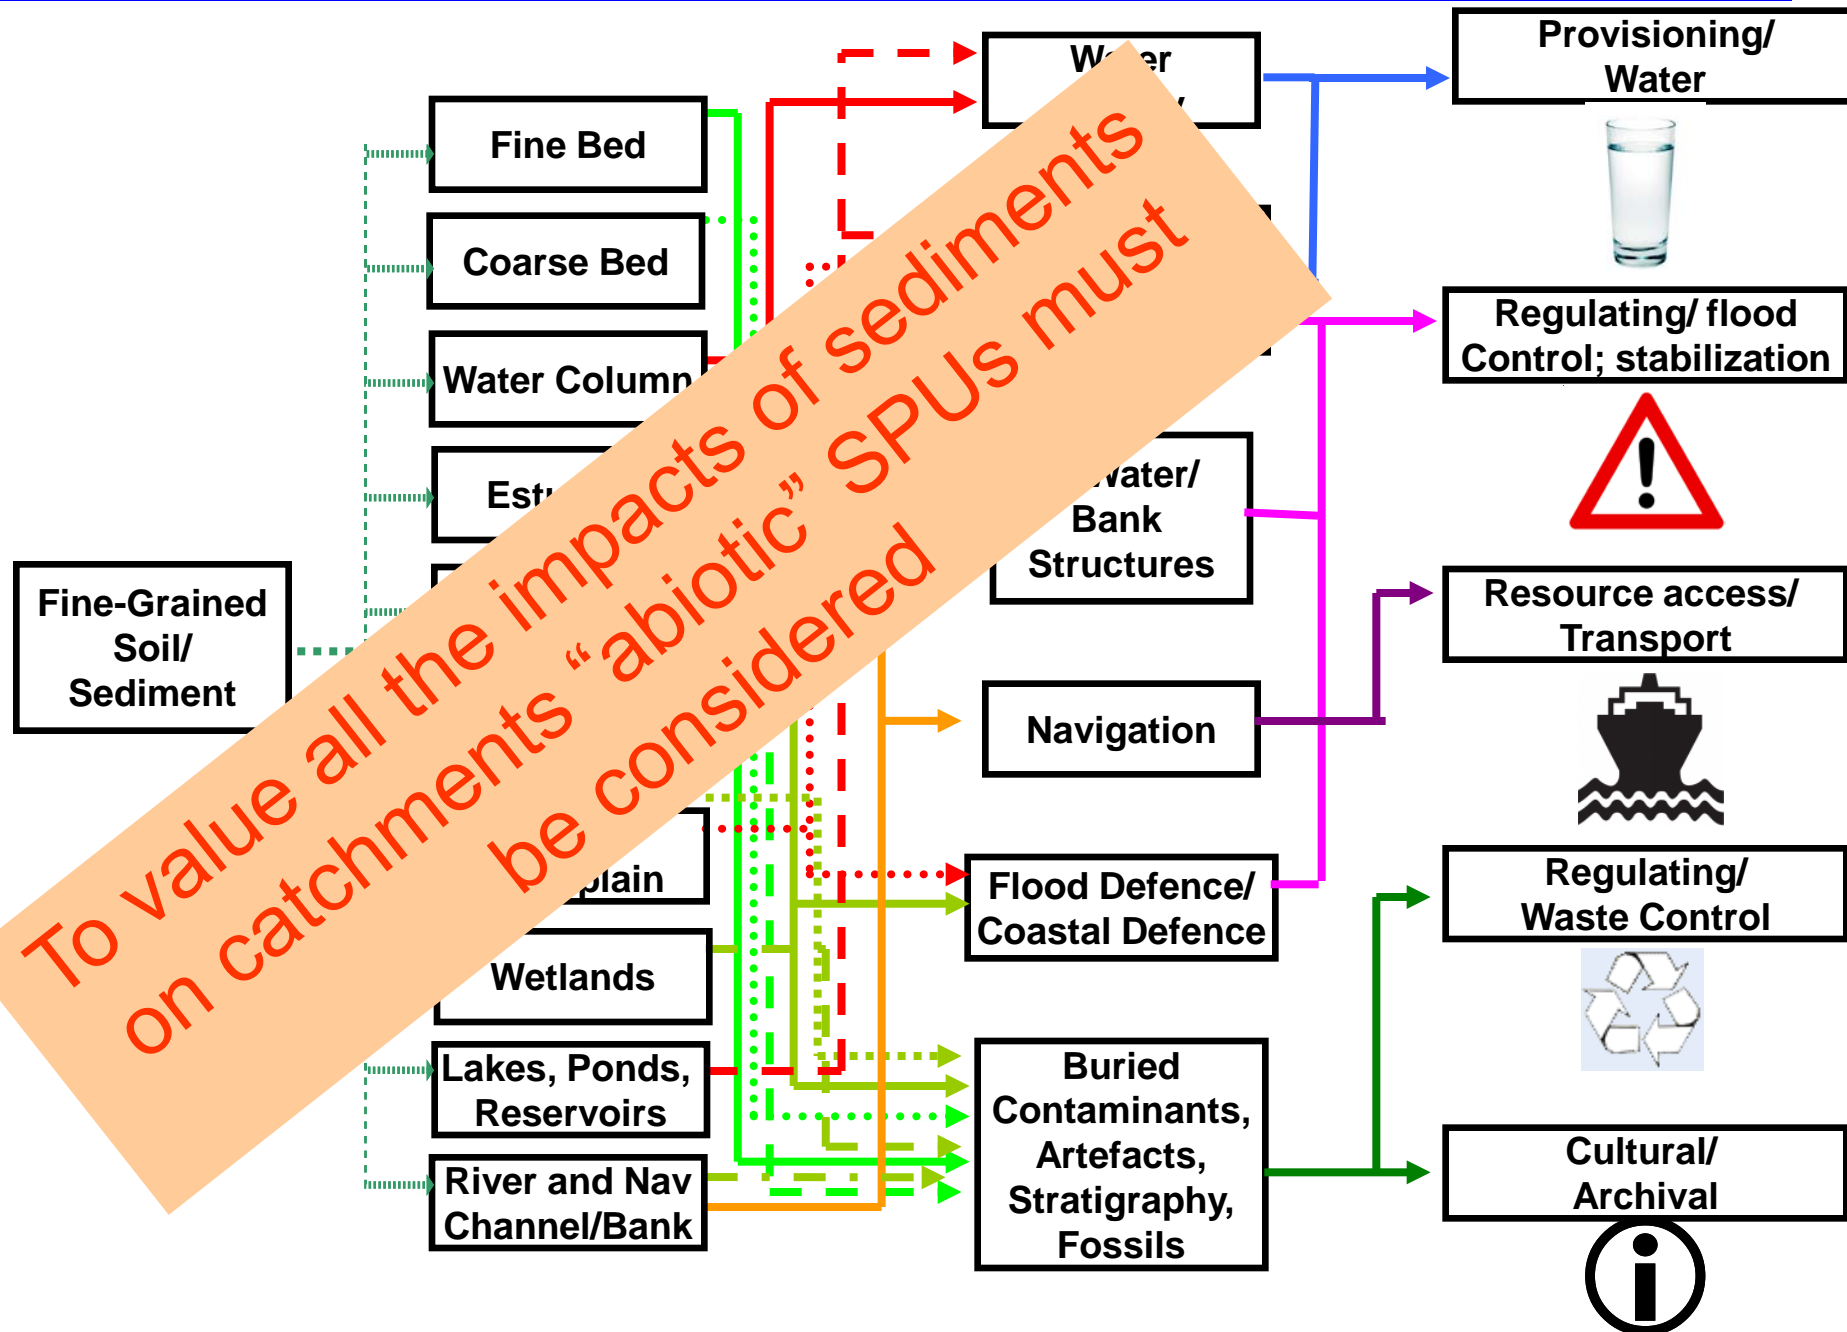 Provisioning/
Water
Fine Bed
Coarse Bed
Regulating/ flood
Control; stabilization
Water Column
Water/
Bank
Structures
Fine-Grained
Soil/
Sediment
Resource access/
Transport
Navigation
Regulating/
Waste Control
Flood Defence/
Coastal Defence
Wetlands
Lakes, Ponds,
Reservoirs
Buried
Contaminants,
Artefacts,
Stratigraphy,
Fossils
River and Nav
Channel/Bank
Cultural/
Archival
To value all the impacts of sediments
on catchments “abiotic” SPUs must
be considered